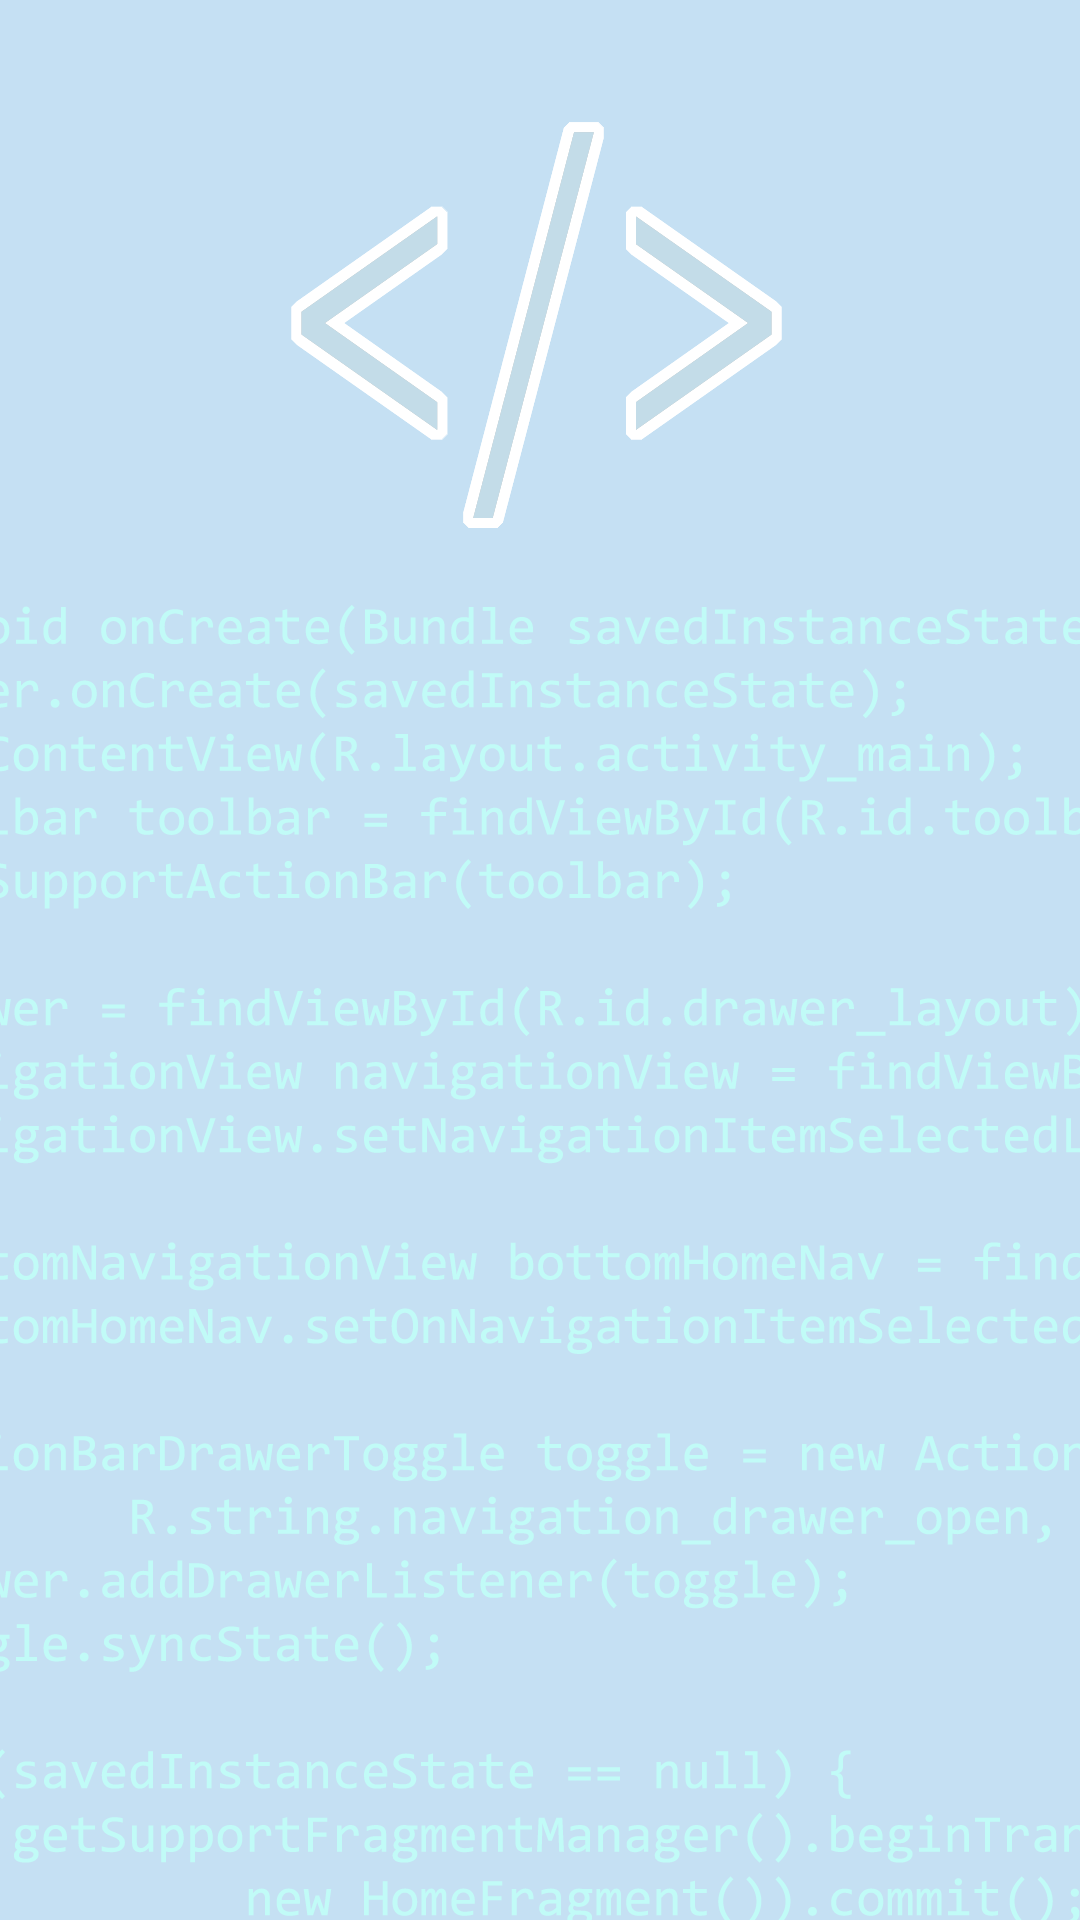 </>
oid onCreate(Bundle savedInstanceState
er.onCreate(savedInstanceState);
ContentView(R.layout.activity_main);
lbar toolbar = findViewById(R.id.toolb
SupportActionBar(toolbar);
wer = findViewById(R.id.drawer_layout)
igationView navigationView = findViewB
igationView.setNavigationItemSelectedL
tomNavigationView bottomHomeNav = find
tomHomeNav.setOnNavigationItemSelected
ionBarDrawerToggle toggle = new Action
R.string.navigation_drawer_open,
wer.addDrawerListener(toggle);
gle.syncState();
(savedInstanceState == null) {
getSupportFragmentManager().beginTran
new HomeFragment()).commit();